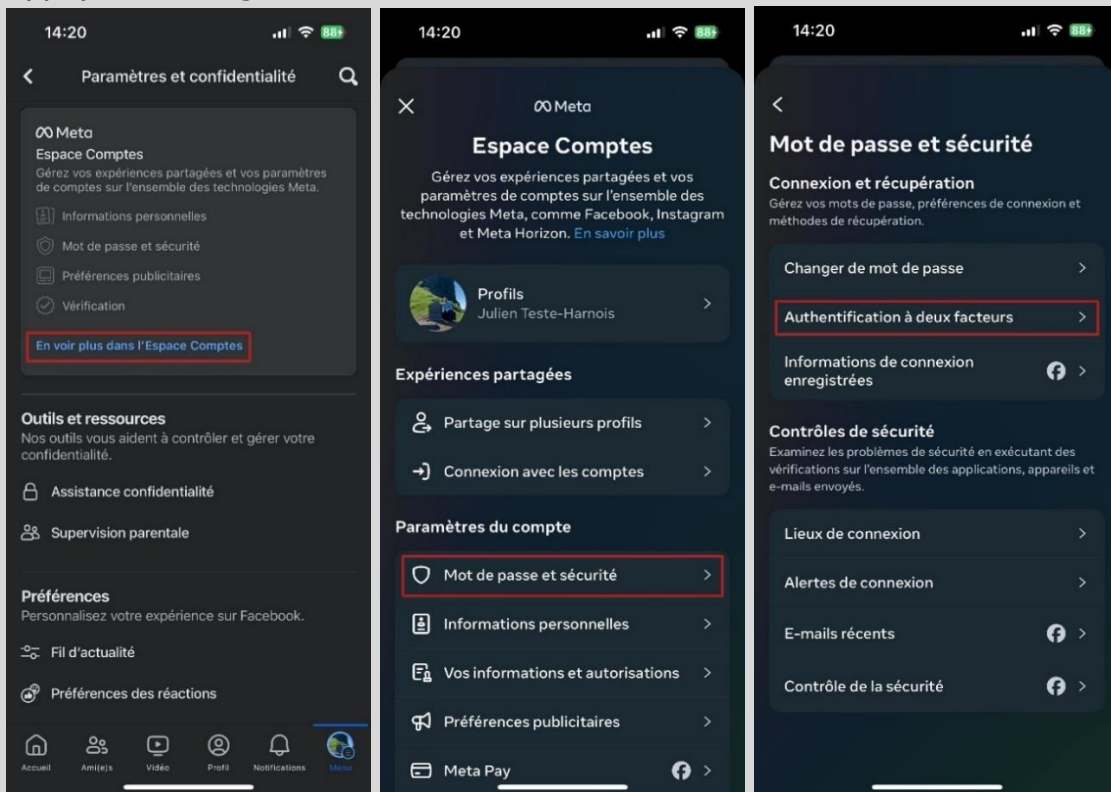 14:20
88
Paramètres et confidentialité
Meta
Espace Comptes
Gérez vos expériences partagées et vos paramètres
de comptes sur l'ensemble des technologies Meta.
Informations personnelles
Mot de passe et sécurité
Préférences publicitaires
Vérification
En voir plus dans l'Espace Comptes
Outils et ressources
Nos outils vous aident à contrôler et gérer votre
confidentialité.
Assistance confidentialité
Supervision parentale
Préférences
Personnalisez votre expérience sur Facebook.
Fil d'actualité
Préférences des réactions
Accueil
Ami(e)s
Vidéo
Profil
Notifications
Menu
14:20
88
Meta
Espace Comptes
Gérez vos expériences partagées et vos
paramètres de comptes sur l'ensemble des
technologies Meta, comme Facebook, Instagram
et Meta Horizon. En savoir plus
Profils
Julien Teste-Harnois
Expériences partagées
Partage sur plusieurs profils
Connexion avec les comptes
Paramètres du compte
Mot de passe et sécurité
Informations personnelles
Vos informations et autorisations
Préférences publicitaires
Meta Pay
14:20
88
Mot de passe et sécurité
Connexion et récupération
Gérez vos mots de passe, préférences de connexion et
méthodes de récupération.
Changer de mot de passe
Authentification à deux facteurs
Informations de connexion
enregistrées
Contrôles de sécurité
Examinez les problèmes de sécurité en exécutant des
vérifications sur l'ensemble des applications, appareils et
e-mails envoyés.
Lieux de connexion
Alertes de connexion
E-mails récents
Contrôle de la sécurité